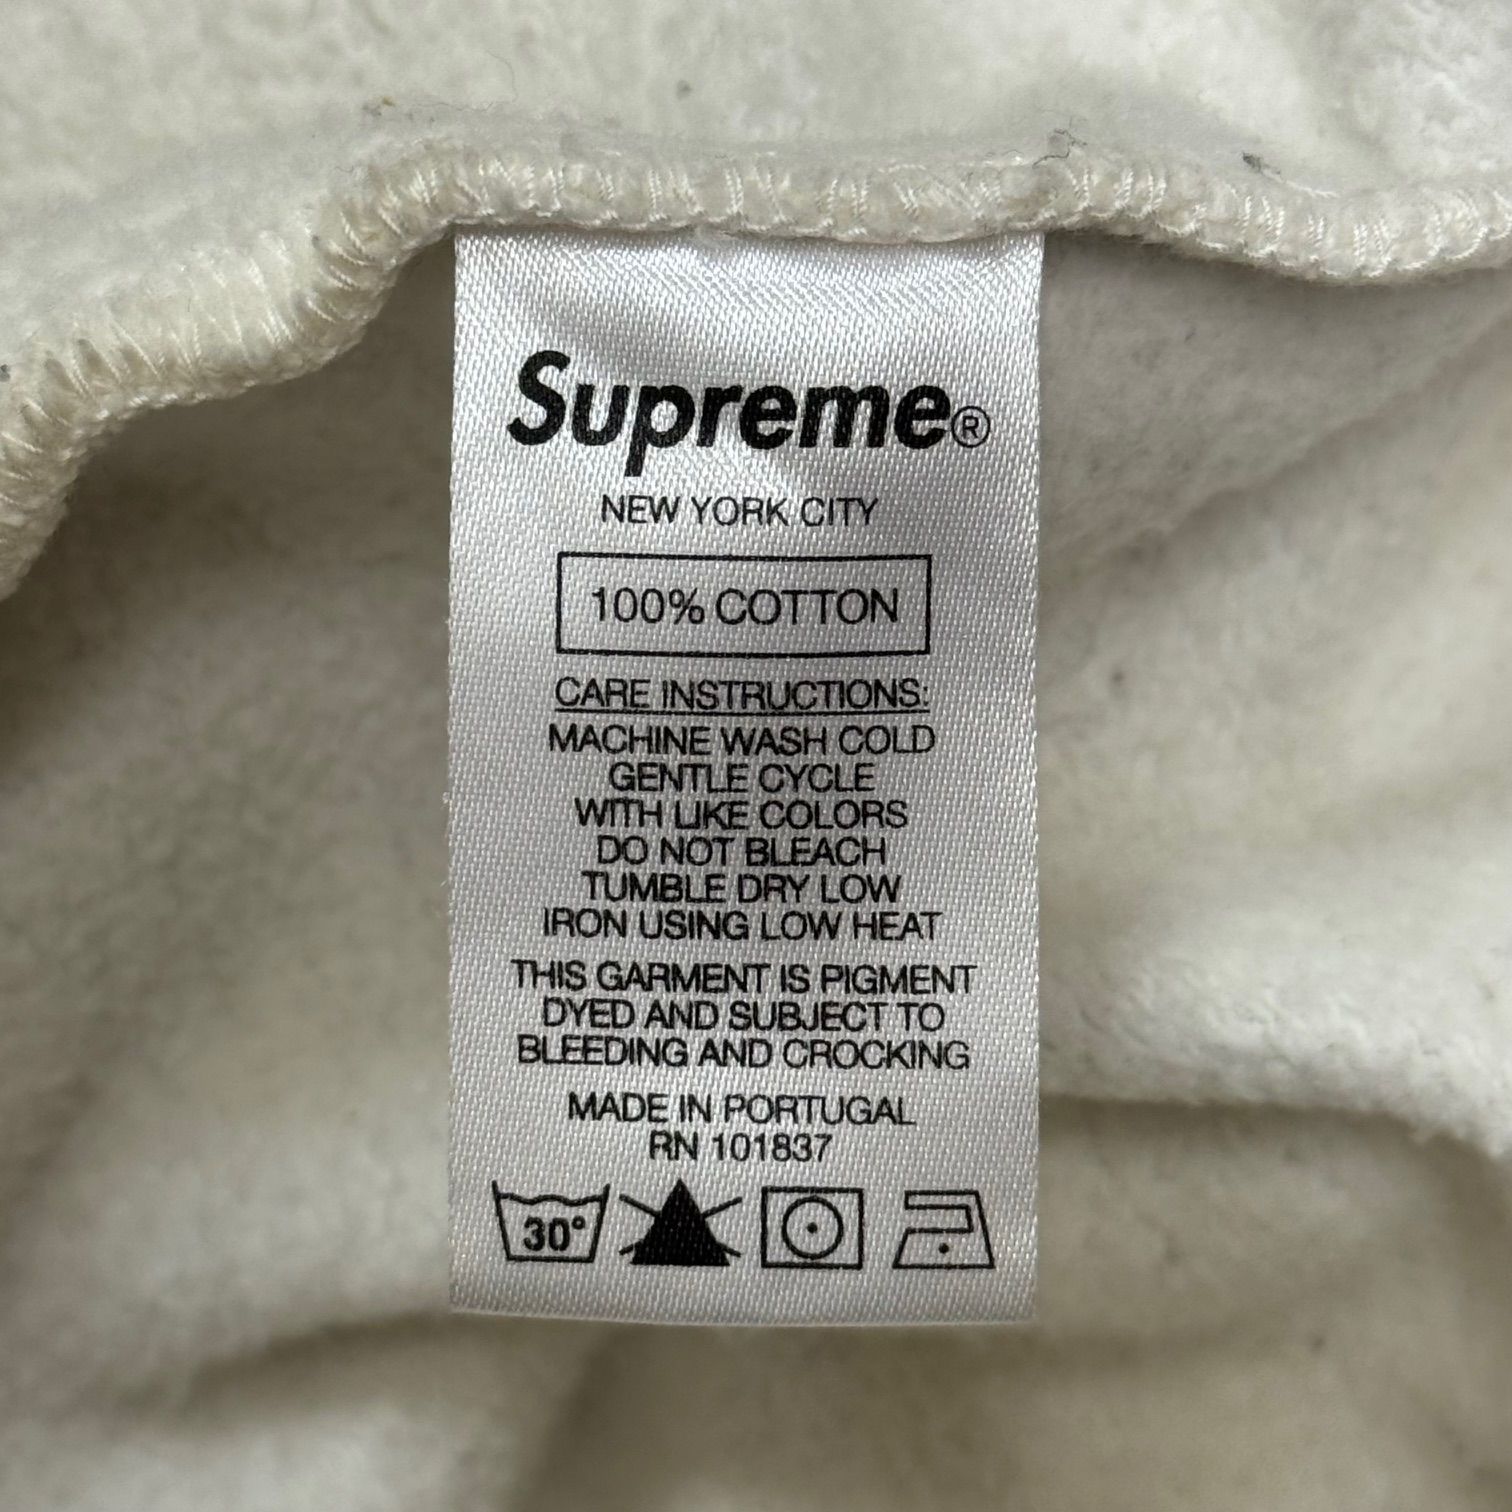 Supreme®
NEW YORK CITY
100% COTTON
CARE INSTRUCTIONS:
MACHINE WASH COLD
GENTLE CYCLE
WITH LIKE COLORS
DO NOT BLEACH
TUMBLE DRY LOW
IRON USING LOW HEAT
THIS GARMENT IS PIGMENT
DYED AND SUBJECT TO
BLEEDING AND CROCKING
MADE IN PORTUGAL
RN 101837
30°